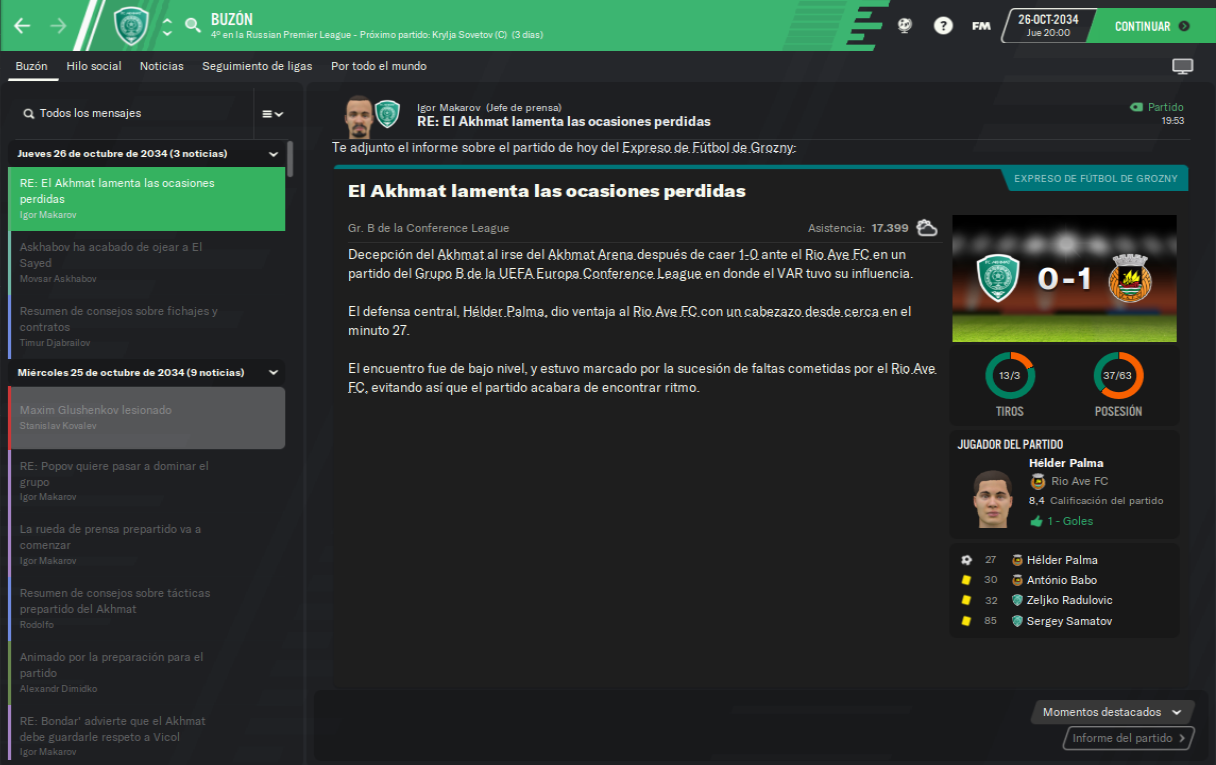 BUZÓN
4º en la Russian Premier League - Próximo partido: Krylja Sovetov (C) (3 días)
?
FM
26-OCT-2034
Jue 20:00
CONTINUAR
Buzón
Hilo social
Noticias
Seguimiento de ligas
Por todo el mundo
Todos los mensajes
Jueves 26 de octubre de 2034 (3 noticias)
RE: El Akhmat lamenta las ocasiones
perdidas
Igor Makarov
Askhabov ha acabado de ojear a El
Sayed
Movsar Askhabov
Resumen de consejos sobre fichajes y
contratos
Timur Djabrailov
Miércoles 25 de octubre de 2034 (9 noticias)
Maxim Glushenkov lesionado
Stanislav Kovalev
RE: Popov quiere pasar a dominar el
grupo
Igor Makarov
La rueda de prensa prepartido va a
comenzar
Igor Makarov
Resumen de consejos sobre tácticas
prepartido del Akhmat
Rodolfo
Animado por la preparación para el
partido
Alexandr Dimidko
RE: Bondar' advierte que el Akhmat
debe guardarle respeto a Vicol
Igor Makarov
Igor Makarov (Jefe de prensa)
RE: El Akhmat lamenta las ocasiones perdidas
Partido
19:53
Te adjunto el informe sobre el partido de hoy del Expreso de Fútbol de Grozny:
EXPRESO DE FÚTBOL DE GROZNY
El Akhmat lamenta las ocasiones perdidas
Gr. B de la Conference League
Asistencia: 17.399
Decepción del Akhmat al irse del Akhmat Arena después de caer 1-0 ante el Rio Ave FC en un
partido del Grupo B de la UEFA Europa Conference League en donde el VAR tuvo su influencia.
El defensa central, Hélder Palma, dio ventaja al Rio Ave FC con un cabezazo desde cerca en el
minuto 27.
El encuentro fue de bajo nivel, y estuvo marcado por la sucesión de faltas cometidas por el Rio Ave
FC, evitando así que el partido acabara de encontrar ritmo.
0-1
13/3
TIROS
37/63
POSESIÓN
JUGADOR DEL PARTIDO
Hélder Palma
Rio Ave FC
8,4 Calificación del partido
1 - Goles
27 Hélder Palma
30 António Babo
32 Zeljko Radulovic
85 Sergey Samatov
Momentos destacados
Informe del partido